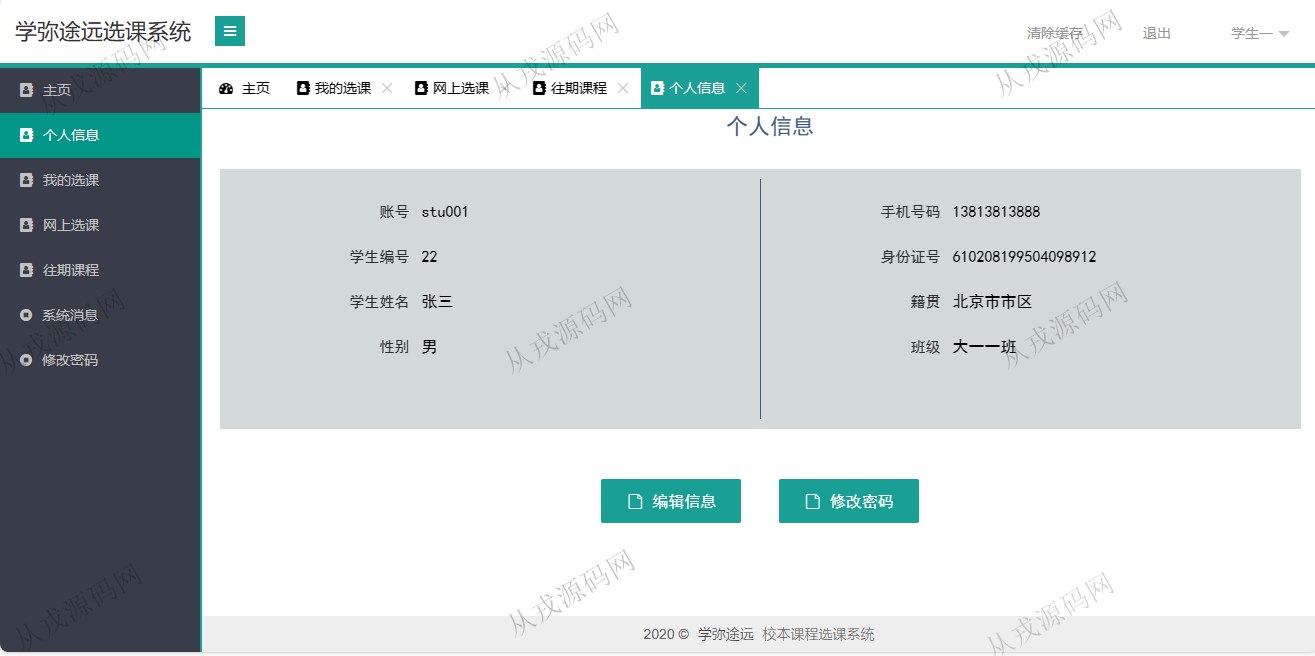 学弥途远选课系统
清除缓存 退出 学生一
主页
个人信息
我的选课
网上选课
往期课程
系统消息
修改密码
主页 我的选课 网上选课 往期课程 个人信息
个人信息
账号 stu001
学生编号 22
学生姓名 张三
性别 男
手机号码 13813813888
身份证号 610208199504098912
籍贯 北京市市区
班级 大一一班
编辑信息 修改密码
2020 © 学弥途远 校本课程选课系统
从戎源码网
从戎源码网
从戎源码网
从戎源码网
从戎源码网
从戎源码网
从戎源码网
从戎源码网
从戎源码网